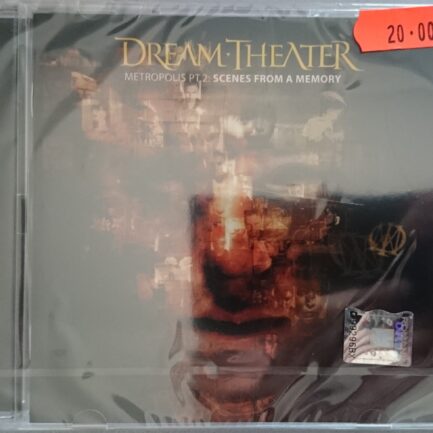 20.00
DREAM THEATER
METROPOLIS PT.2: SCENES FROM A MEMORY